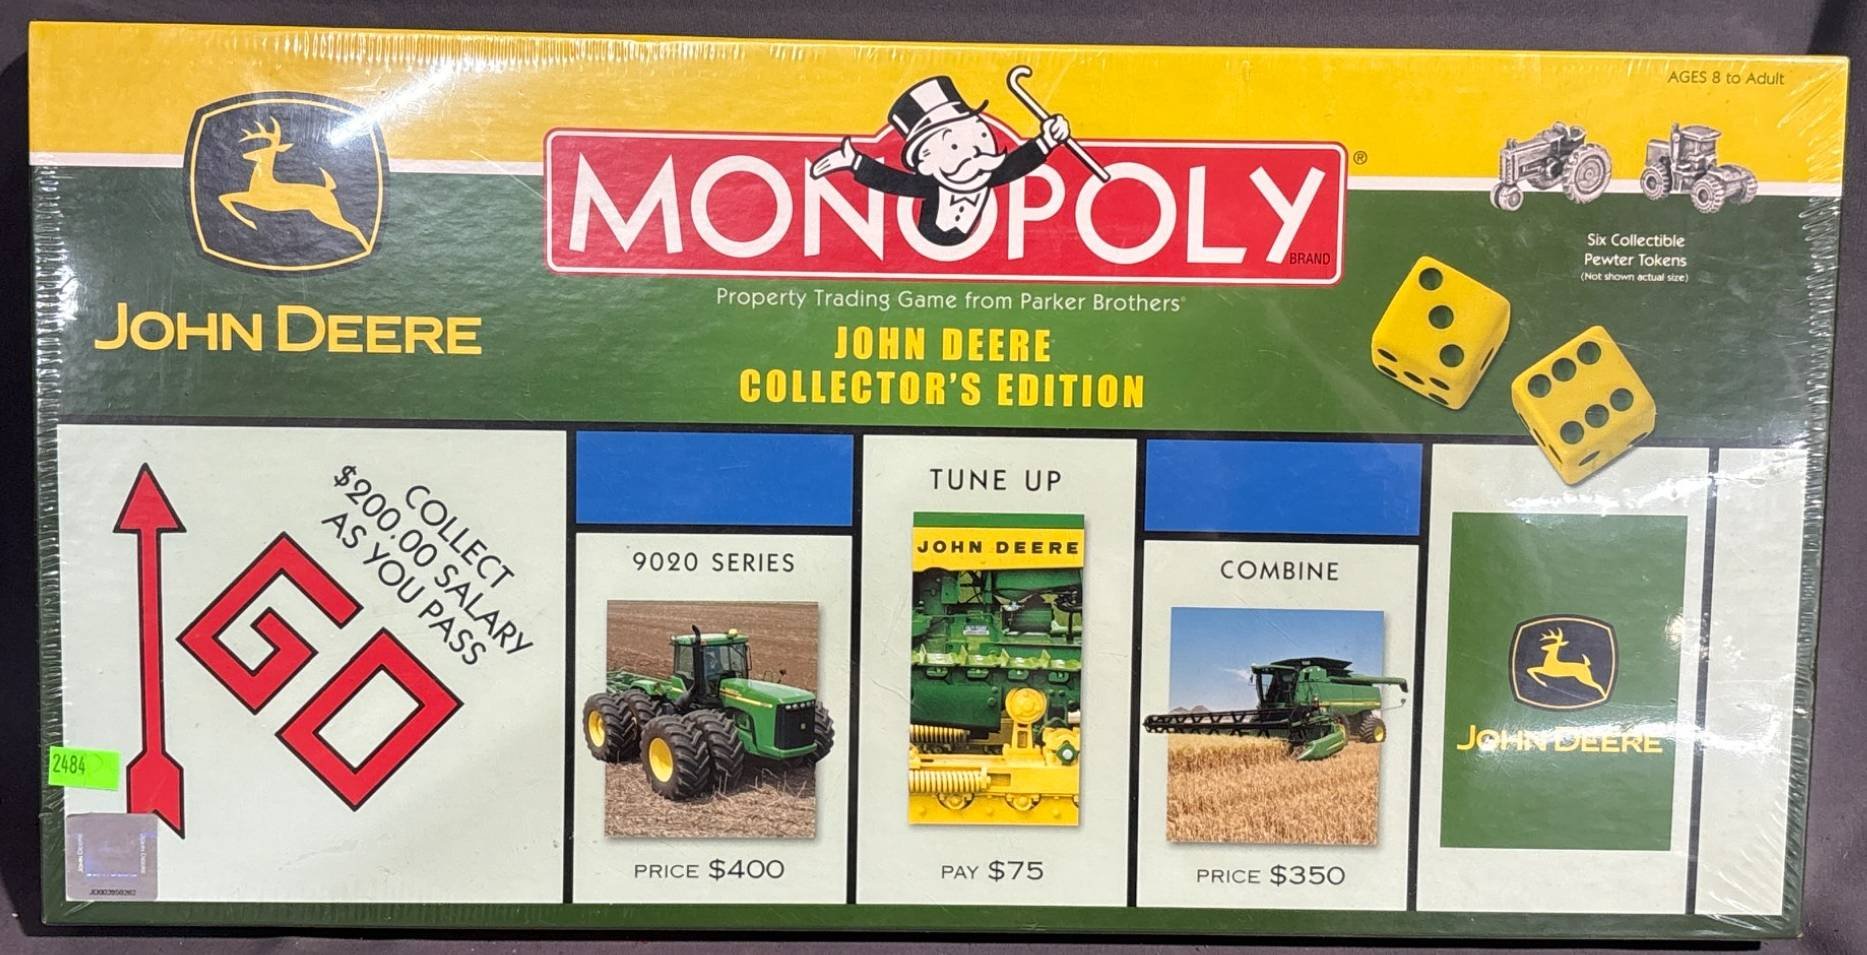 AGES 8 to Adult
MONOPOLY®
BRAND
Property Trading Game from Parker Brothers®
JOHN DEERE
COLLECTOR'S EDITION
JOHN DEERE
Six Collectible
Pewter Tokens
(Not shown actual size)
COLLECT
$200.00 SALARY
AS YOU PASS
GO
9020 SERIES
PRICE $400
TUNE UP
JOHN DEERE
PAY $75
COMBINE
PRICE $350
JOHN DEERE
2484
JOHN DEERE